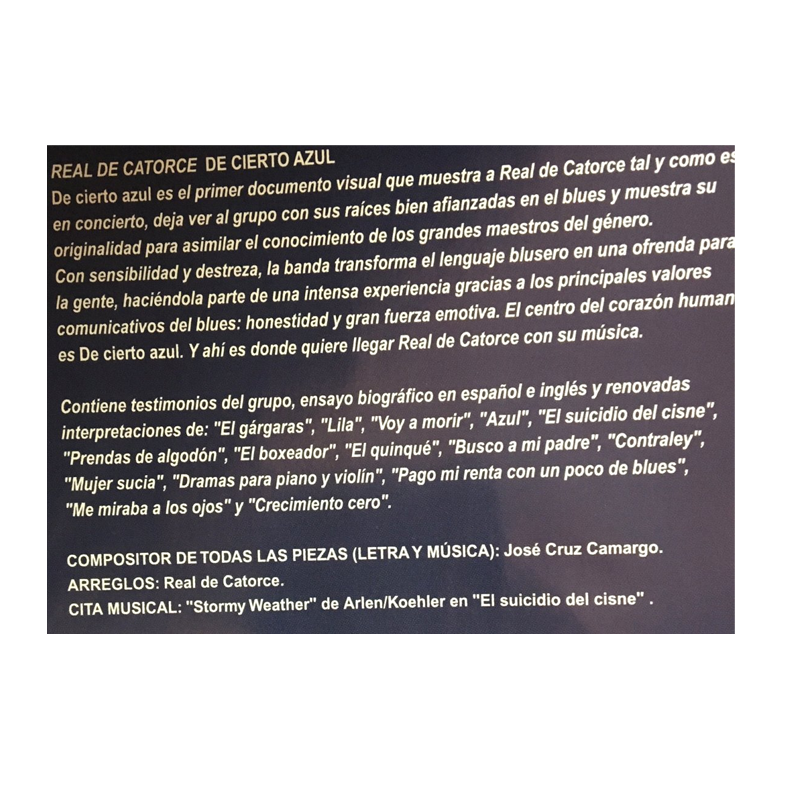 REAL DE CATORCE DE CIERTO AZUL
De cierto azul es el primer documento visual que muestra a Real de Catorce tal y como es
en concierto, deja ver al grupo con sus raíces bien afianzadas en el blues y muestra su
originalidad para asimilar el conocimiento de los grandes maestros del género.
Con sensibilidad y destreza, la banda transforma el lenguaje blusero en una ofrenda para
la gente, haciéndola parte de una intensa experiencia gracias a los principales valores
comunicativos del blues: honestidad y gran fuerza emotiva. El centro del corazón human
es De cierto azul. Y ahí es donde quiere llegar Real de Catorce con su música.
Contiene testimonios del grupo, ensayo biográfico en español e inglés y renovadas
interpretaciones de: "El gárgaras", "Lila", "Voy a morir", "Azul", "El suicidio del cisne",
"Prendas de algodón", "El boxeador", "El quinqué", "Busco a mi padre", "Contraley",
"Mujer sucia", "Dramas para piano y violín", "Pago mi renta con un poco de blues",
"Me miraba a los ojos" y "Crecimiento cero".
COMPOSITOR DE TODAS LAS PIEZAS (LETRA Y MÚSICA): José Cruz Camargo.
ARREGLOS: Real de Catorce.
CITA MUSICAL: "Stormy Weather" de Arlen/Koehler en "El suicidio del cisne" .